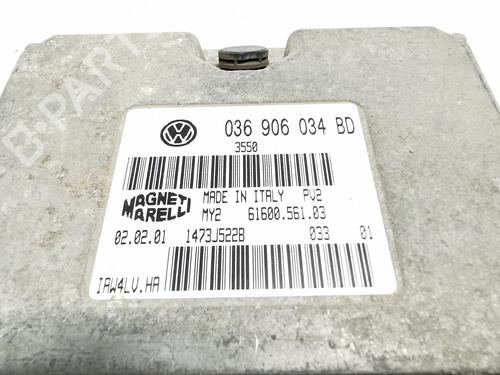 B-PARTS
036 906 034 BD
3550
MAGNETI MARELLI
MADE IN ITALY PV2
MY2 61600.561.03
02.02.01 1473J522B 033 01
IAW4LV.HA